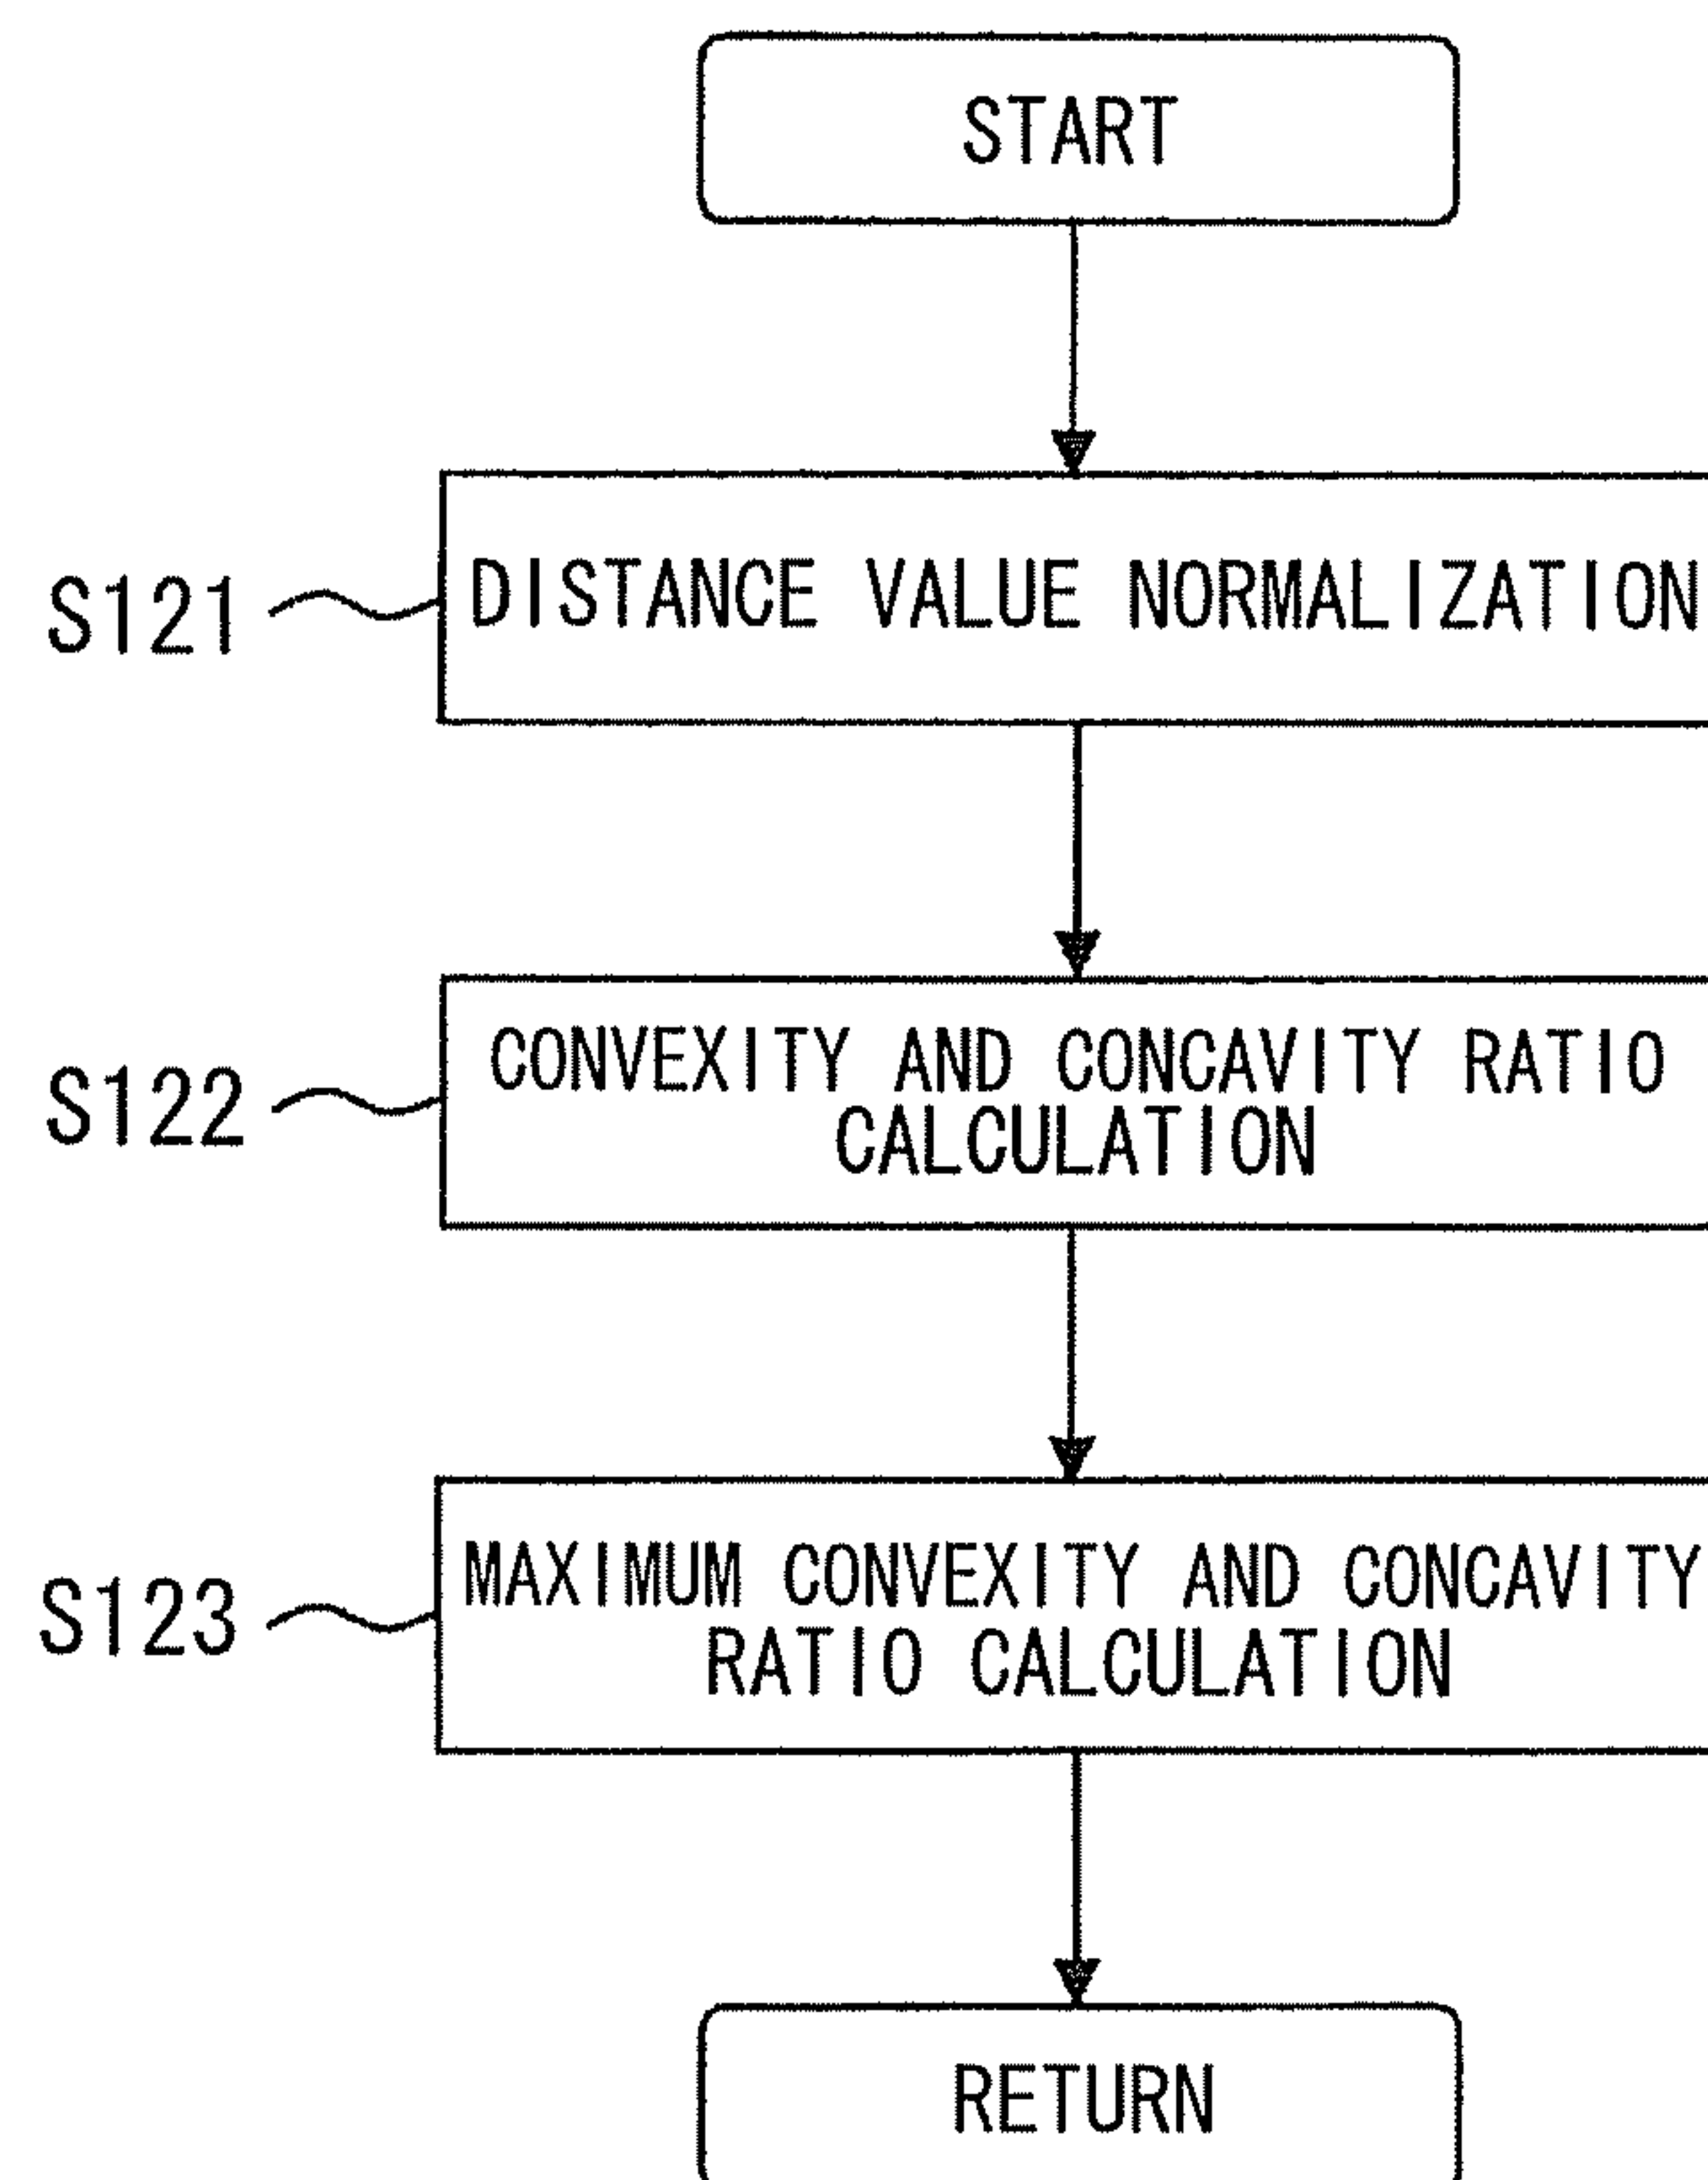 START
S121
DISTANCE VALUE NORMALIZATION
S122
CONVEXITY AND CONCAVITY RATIO
CALCULATION
S123
MAXIMUM CONVEXITY AND CONCAVITY
RATIO CALCULATION
RETURN